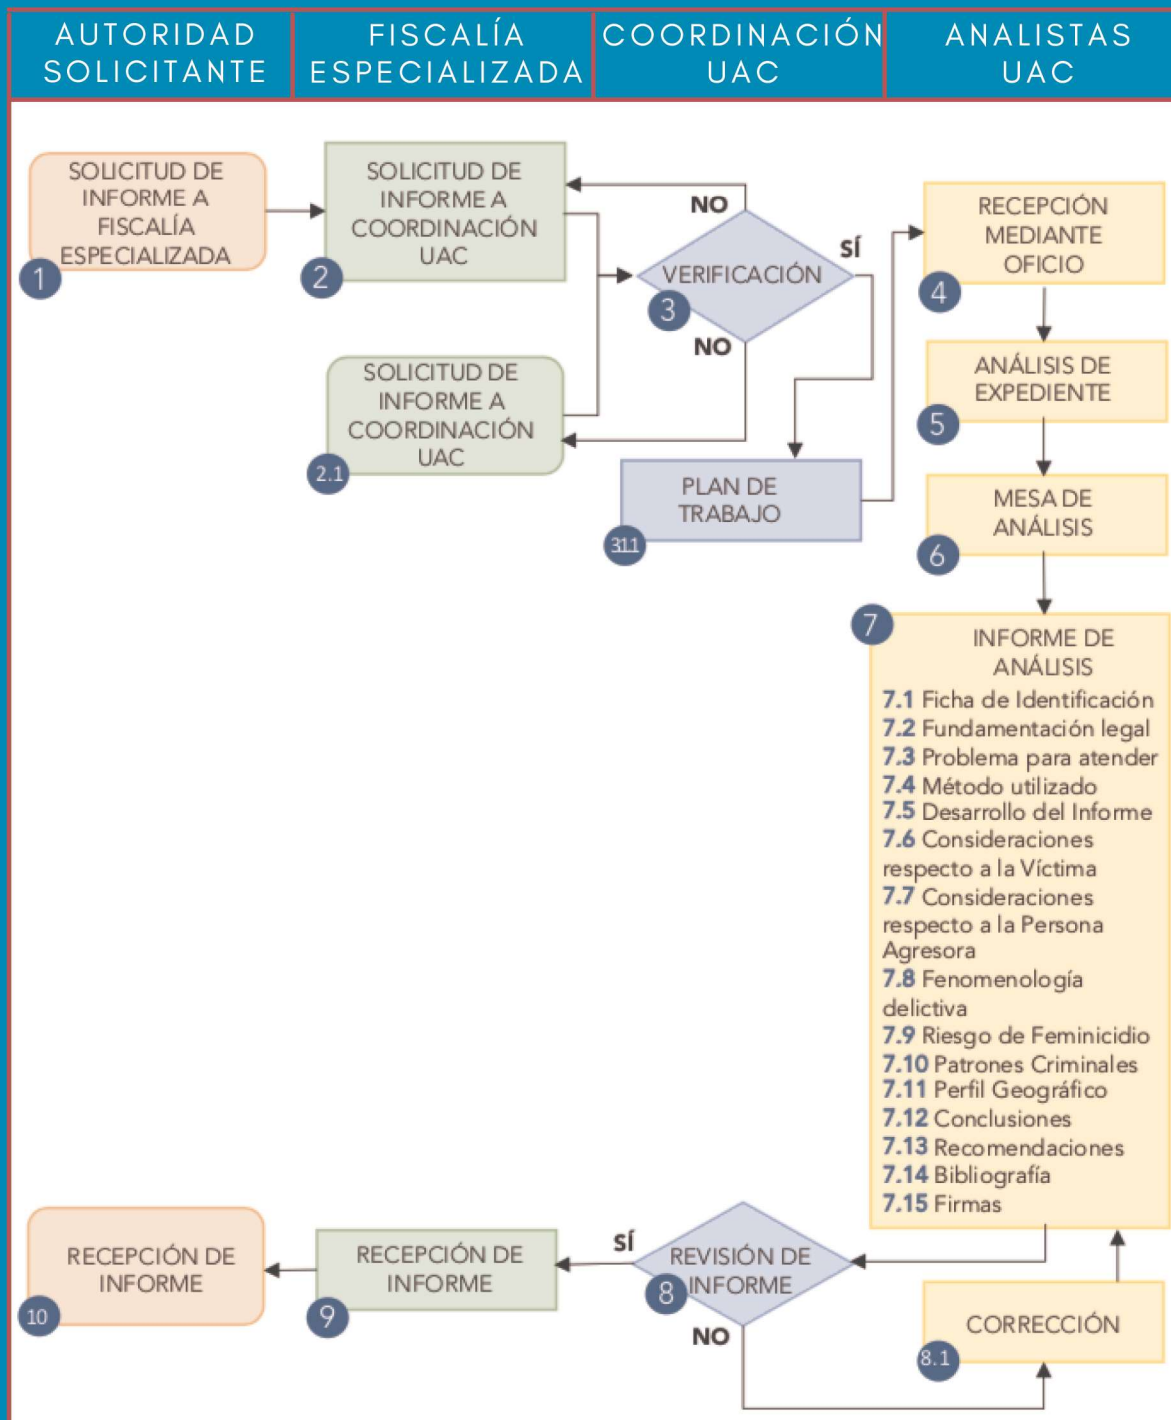 AUTORIDAD
SOLICITANTE
FISCALÍA
ESPECIALIZADA
COORDINACIÓN
UAC
ANALISTAS
UAC
SOLICITUD DE
INFORME A
FISCALÍA
ESPECIALIZADA
1
SOLICITUD DE
INFORME A
COORDINACIÓN
UAC
2
SOLICITUD DE
INFORME A
COORDINACIÓN
UAC
2.1
NO
VERIFICACIÓN
3
SÍ
NO
PLAN DE
TRABAJO
3.1.1
RECEPCIÓN
MEDIANTE
OFICIO
4
ANÁLISIS DE
EXPEDIENTE
5
MESA DE
ANÁLISIS
6
7
INFORME DE
ANÁLISIS
7.1 Ficha de Identificación
7.2 Fundamentación legal
7.3 Problema para atender
7.4 Método utilizado
7.5 Desarrollo del Informe
7.6 Consideraciones
respecto a la Víctima
7.7 Consideraciones
respecto a la Persona
Agresora
7.8 Fenomenología
delictiva
7.9 Riesgo de Feminicidio
7.10 Patrones Criminales
7.11 Perfil Geográfico
7.12 Conclusiones
7.13 Recomendaciones
7.14 Bibliografía
7.15 Firmas
REVISIÓN DE
INFORME
8
SÍ
NO
CORRECCIÓN
8.1
RECEPCIÓN DE
INFORME
9
RECEPCIÓN DE
INFORME
10